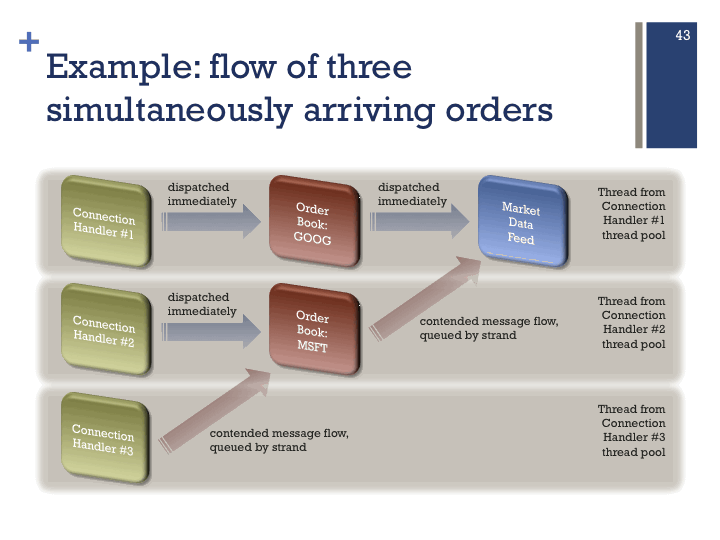 43
+
Example: flow of three
simultaneously arriving orders
Connection
Handler #1
dispatched
immediately
Order
Book:
GOOG
dispatched
immediately
Market
Data
Feed
Thread from
Connection
Handler #1
thread pool
Connection
Handler #2
dispatched
immediately
Order
Book:
MSFT
contended message flow,
queued by strand
Thread from
Connection
Handler #2
thread pool
Connection
Handler #3
contended message flow,
queued by strand
Thread from
Connection
Handler #3
thread pool